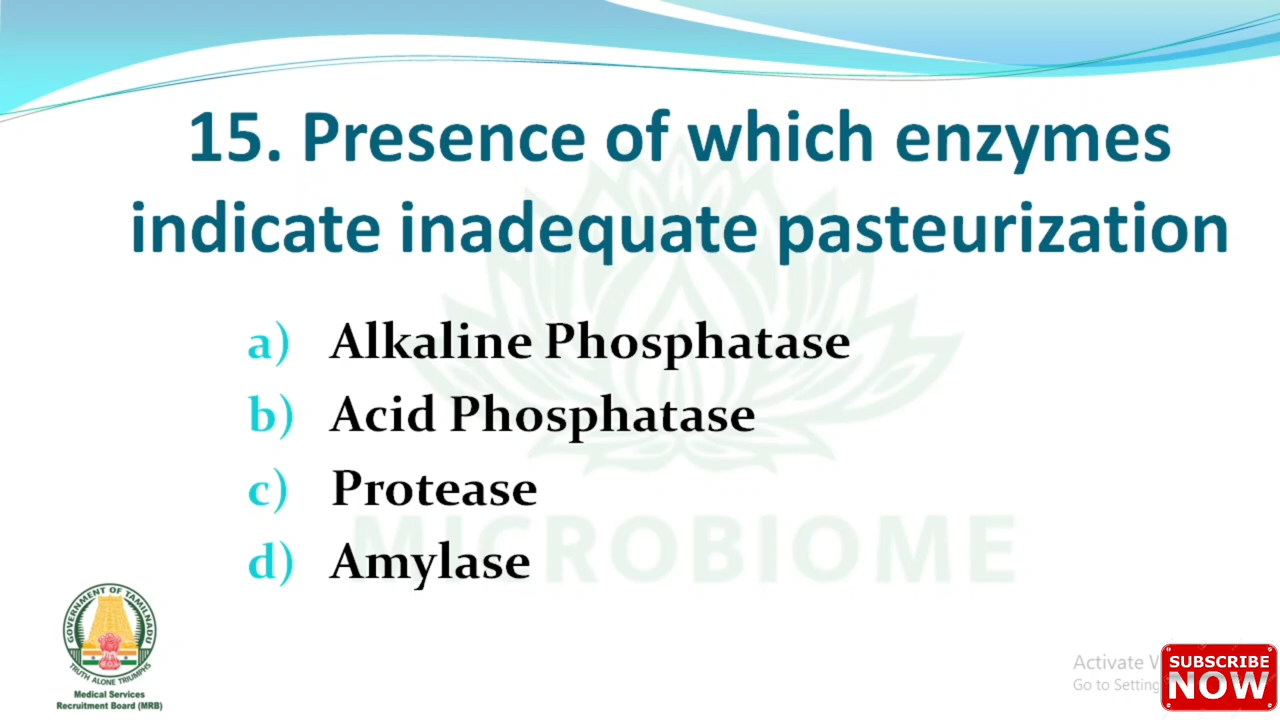 15. Presence of which enzymes
indicate inadequate pasteurization
a) Alkaline Phosphatase
b) Acid Phosphatase
c) Protease
d) Amylase
MICROBIOME
GOVERNMENT OF TAMILNADU
TRUTH ALONE TRIUMPHS
Medical Services
Recruitment Board (MRB)
Activate
Go to Setting
SUBSCRIBE
NOW